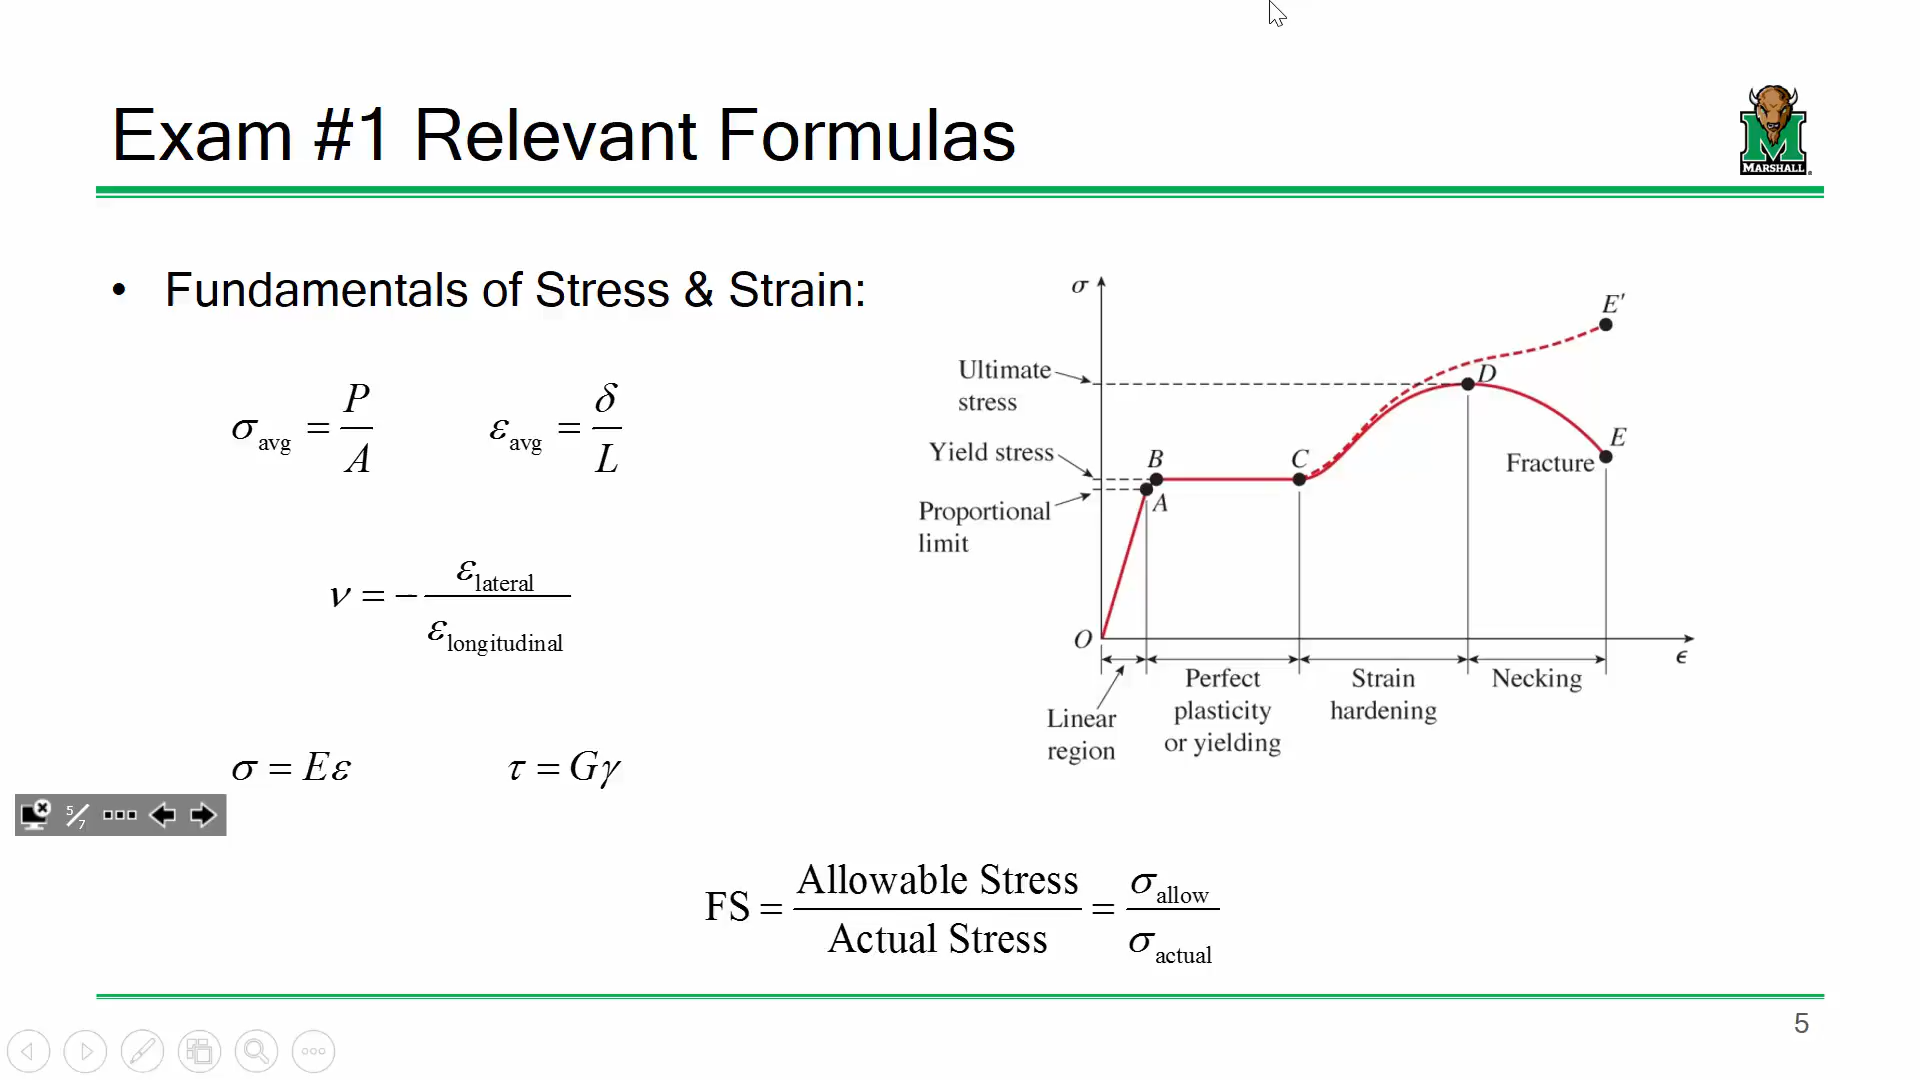 Exam #1 Relevant Formulas
MARSHALL
• Fundamentals of Stress & Strain:
σ_avg = P/A
ε_avg = δ/L
ν = − ε_lateral / ε_longitudinal
σ = Eε
τ = Gγ
5/7
σ
E'
Ultimate
stress
D
Yield stress
B
C
E
Fracture
A
Proportional
limit
O
ϵ
Linear
region
Perfect
plasticity
or yielding
Strain
hardening
Necking
FS = Allowable Stress / Actual Stress = σ_allow / σ_actual
5